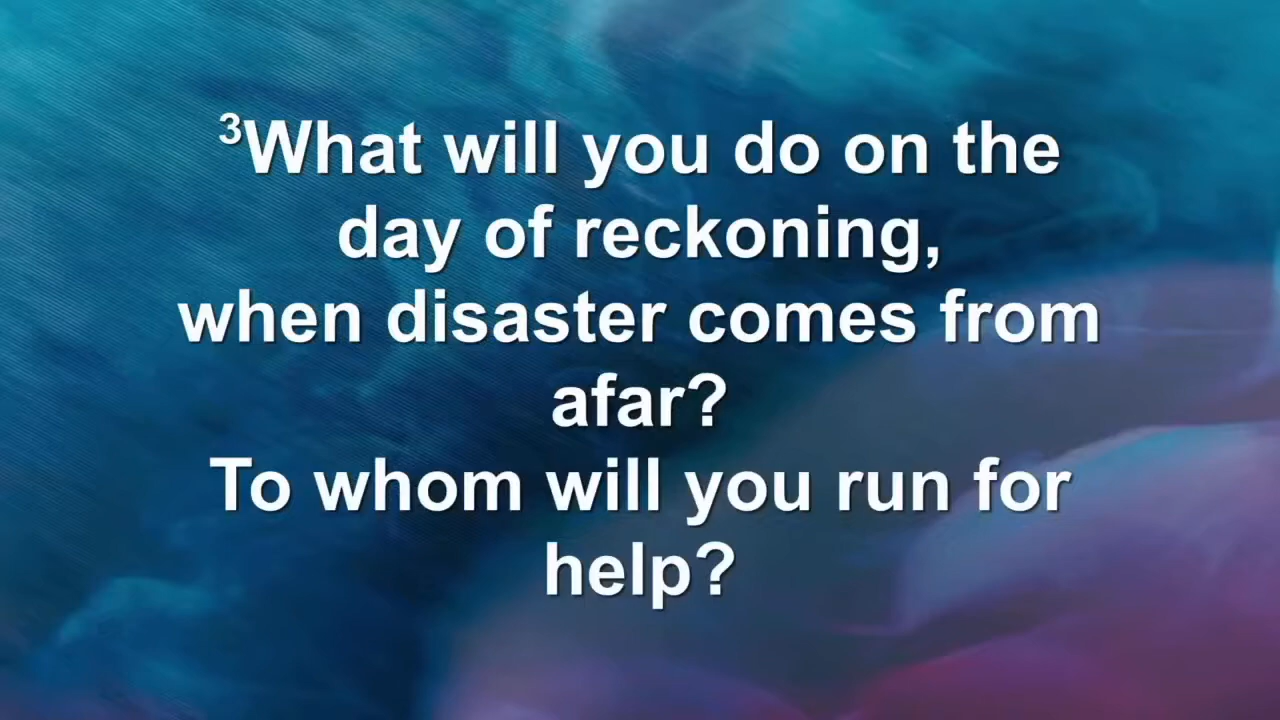 ³What will you do on the
day of reckoning,
when disaster comes from
afar?
To whom will you run for
help?